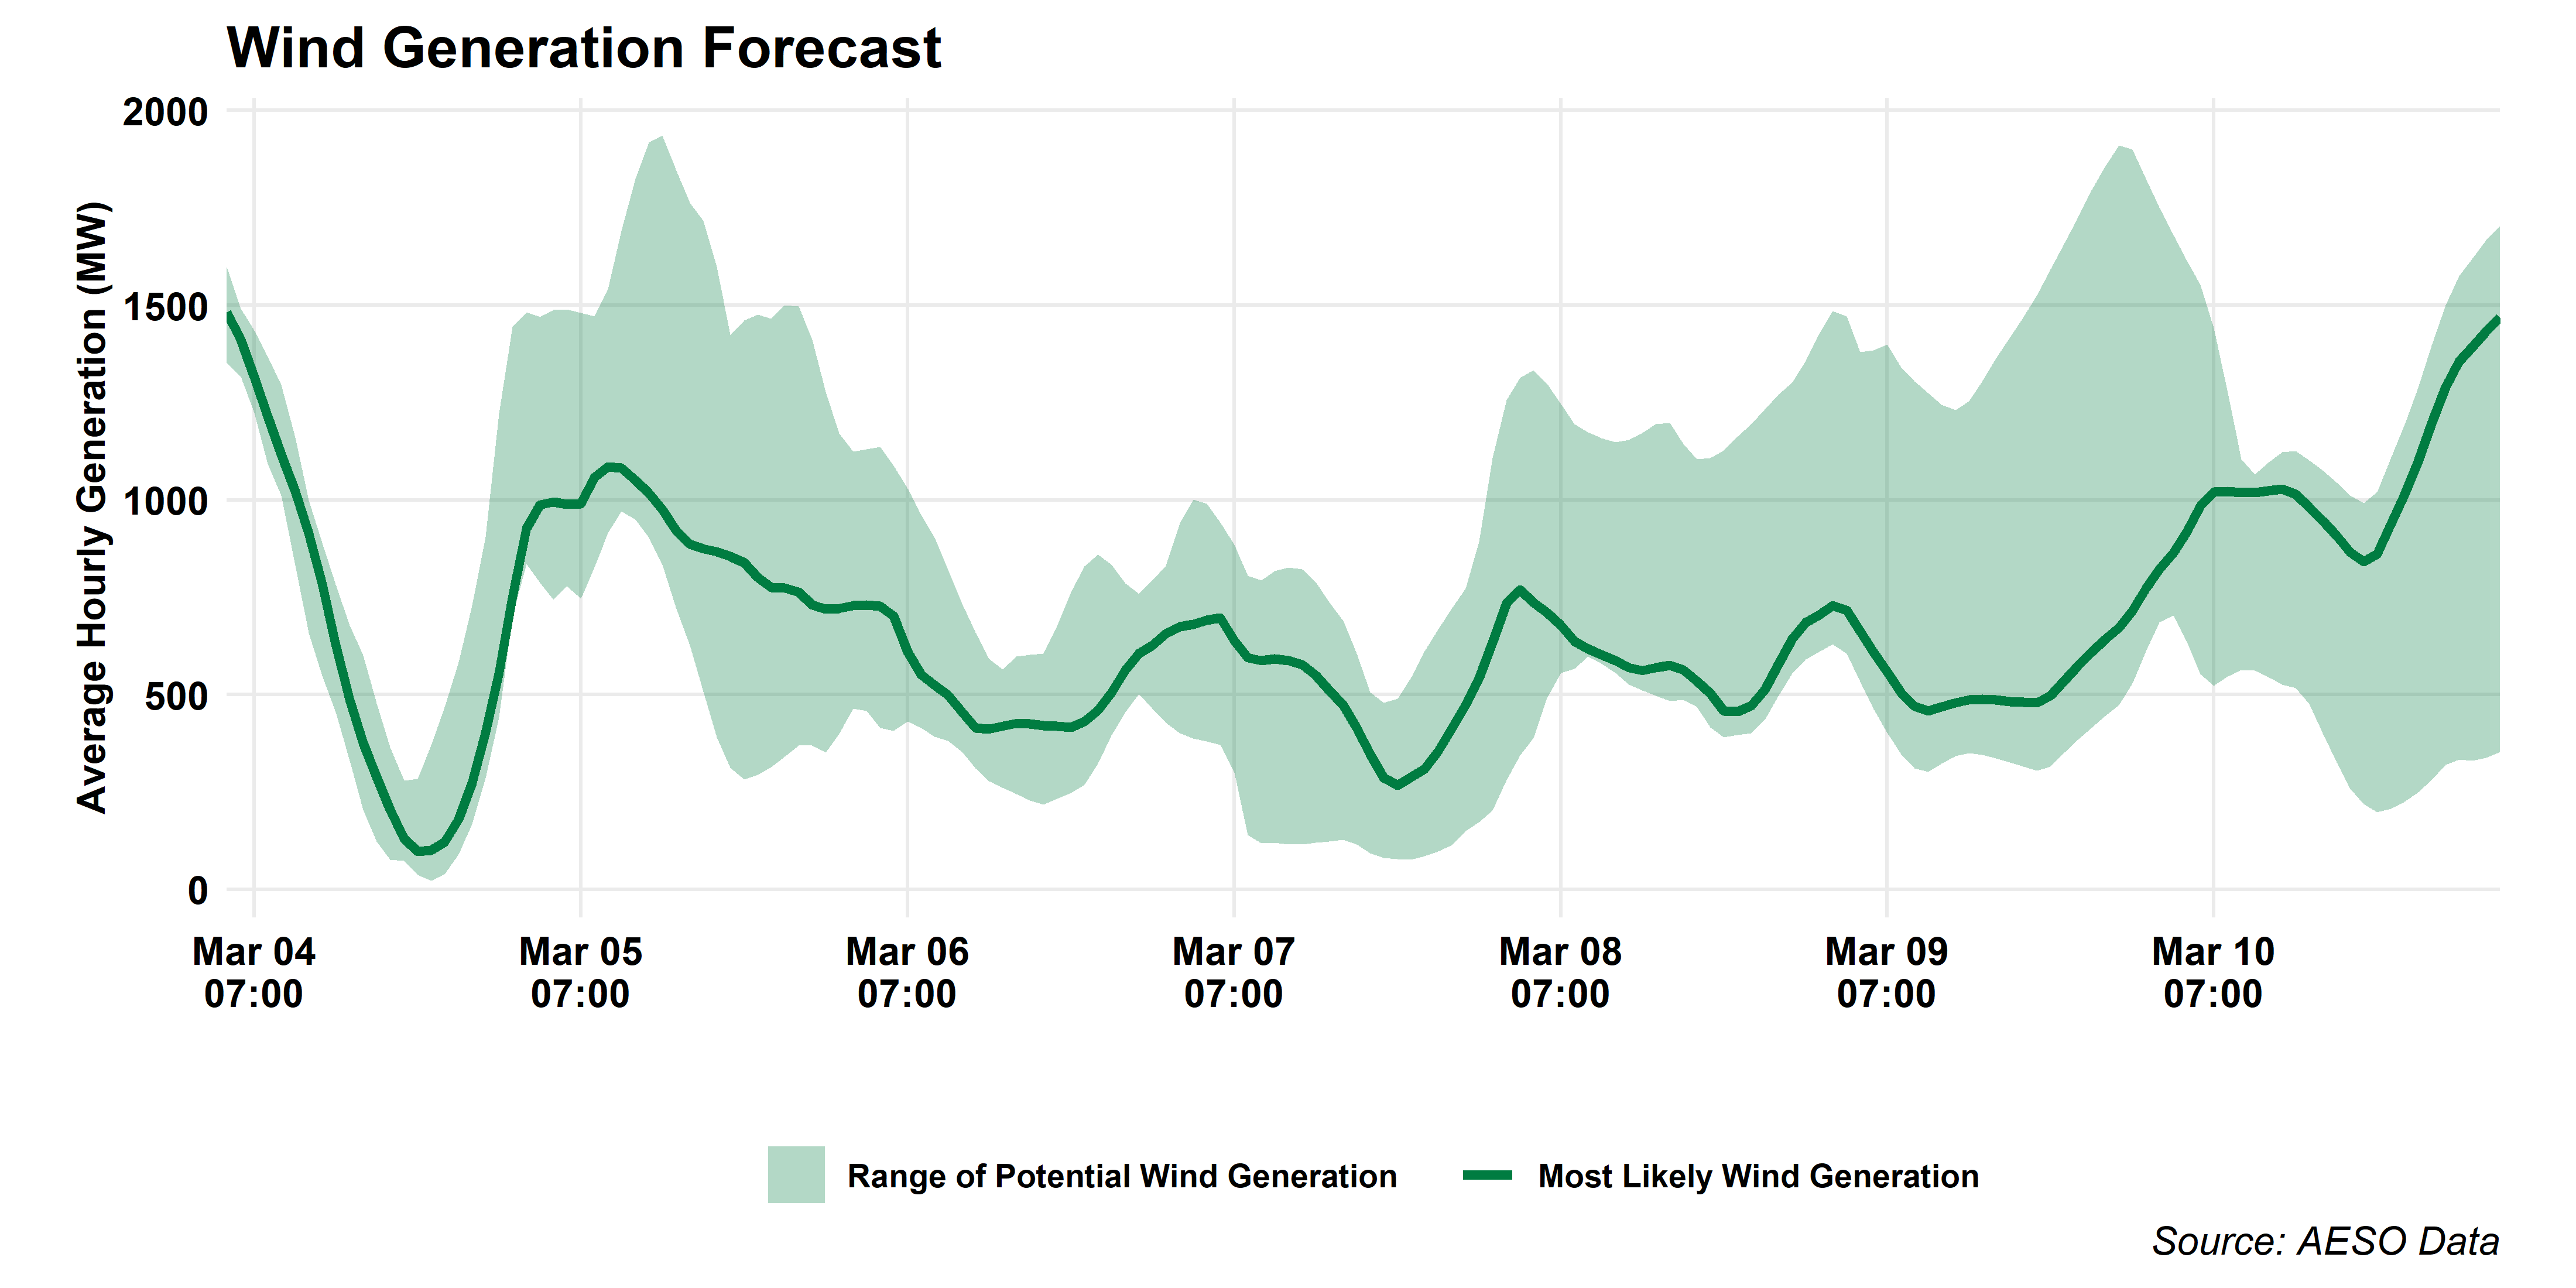 Wind Generation Forecast
Average Hourly Generation (MW)
2000
1500
1000
500
0
Mar 04
07:00
Mar 05
07:00
Mar 06
07:00
Mar 07
07:00
Mar 08
07:00
Mar 09
07:00
Mar 10
07:00
Range of Potential Wind Generation
Most Likely Wind Generation
Source: AESO Data